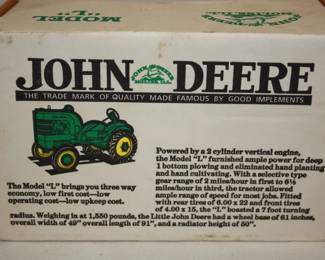 MODEL
"L"
JOHN DEERE
JOHN DEERE
THE TRADE MARK OF QUALITY MADE FAMOUS BY GOOD IMPLEMENTS
Powered by a 2 cylinder vertical engine,
the Model "L" furnished ample power for deep
1 bottom plowing and eliminated hand planting
and hand cultivating. With a selective type
gear range of 2 miles/hour in first to 6½
miles/hour in third, the tractor allowed
ample range of speed for most jobs. Fitted
with rear tires of 6.00 x 22 and front tires
of 4.00 x 15, the "L" boasted a 7 foot turning
The Model "L" brings you three way
economy, low first cost—low
operating cost—low upkeep cost.
radius. Weighing in at 1,550 pounds, the Little John Deere had a wheel base of 61 inches,
overall width of 49" overall length of 91", and a radiator height of 50".